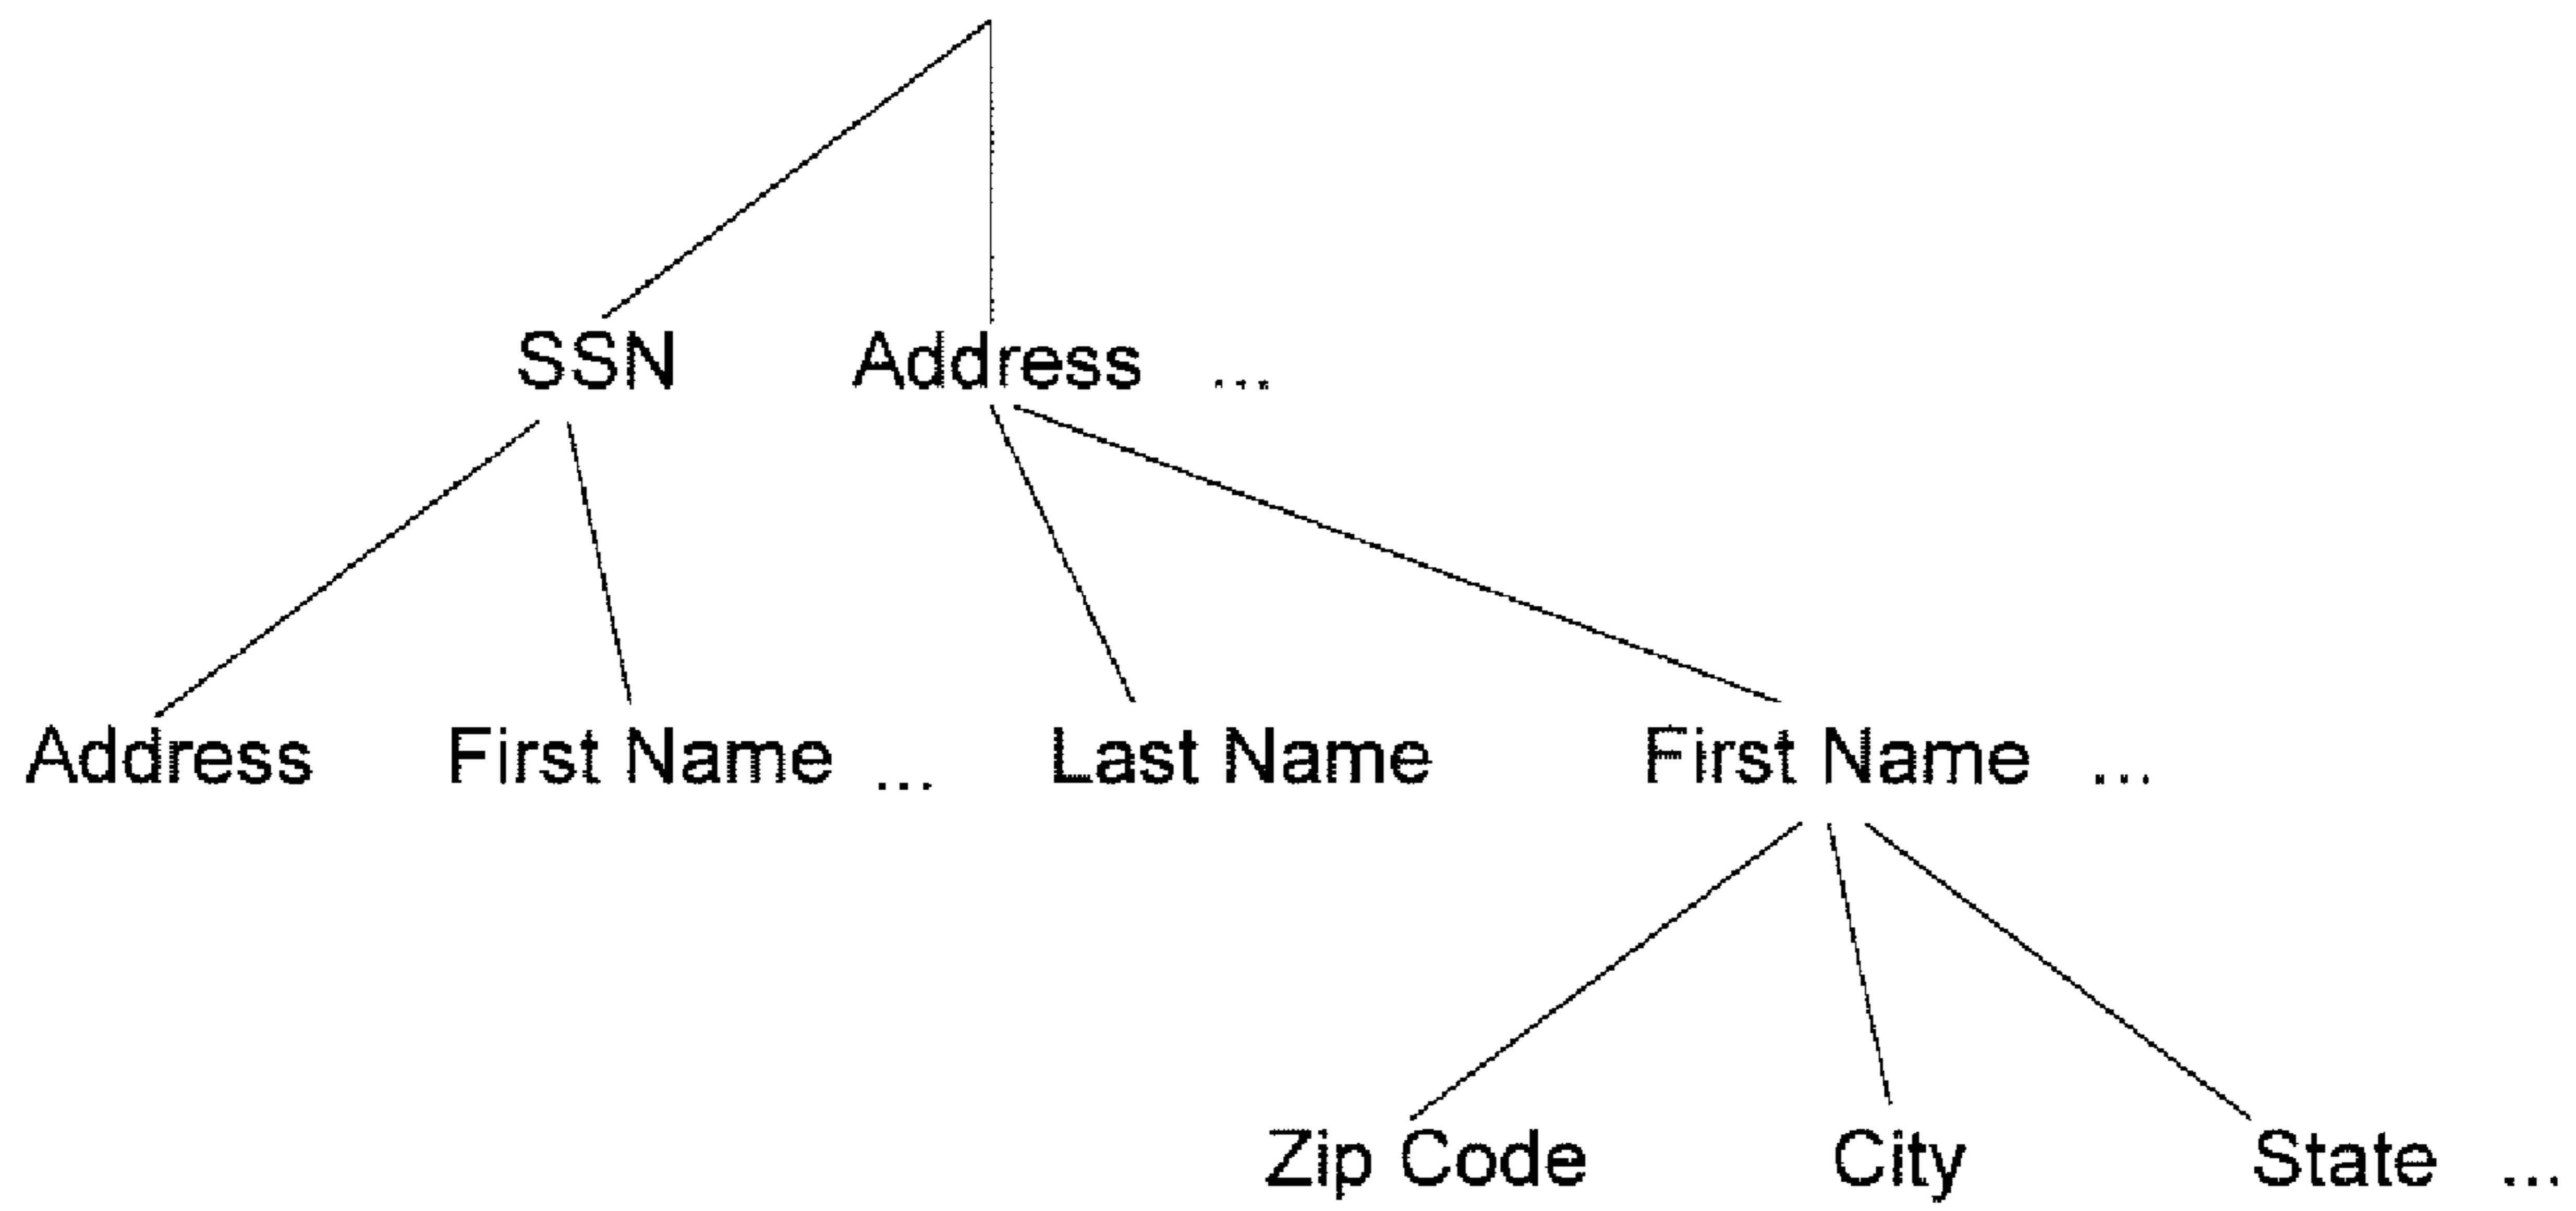 SSN Address ...
Address First Name ... Last Name First Name ...
Zip Code City State ...